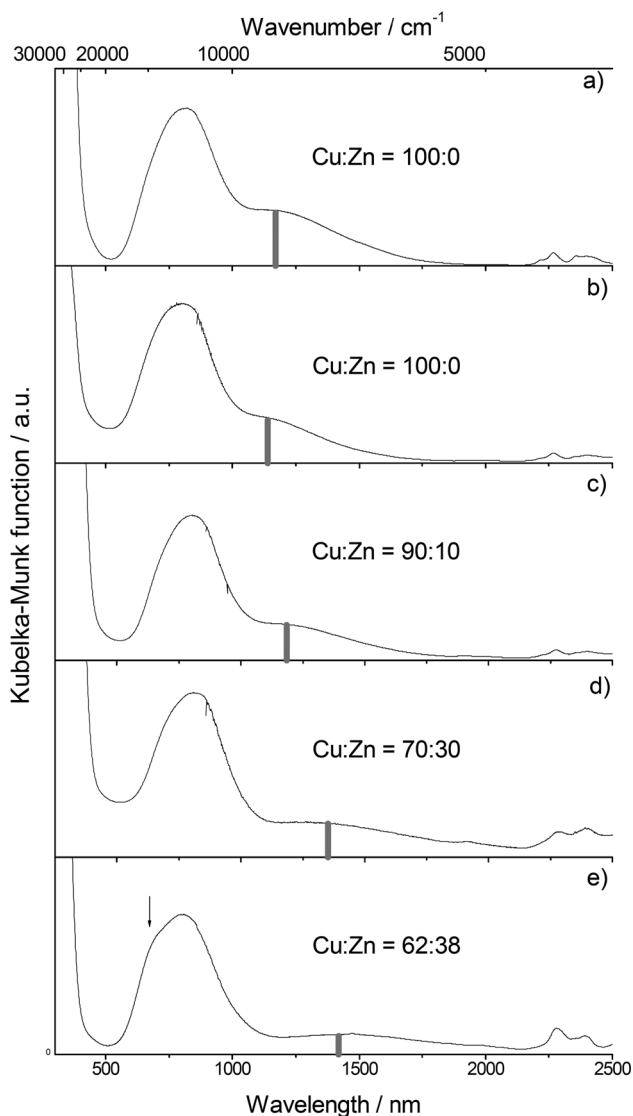 Wavenumber / cm⁻¹
30000 20000 10000 5000
a)
Cu:Zn = 100:0
b)
Cu:Zn = 100:0
c)
Cu:Zn = 90:10
d)
Cu:Zn = 70:30
e)
Cu:Zn = 62:38
Kubelka-Munk function / a.u.
0
500 1000 1500 2000 2500
Wavelength / nm